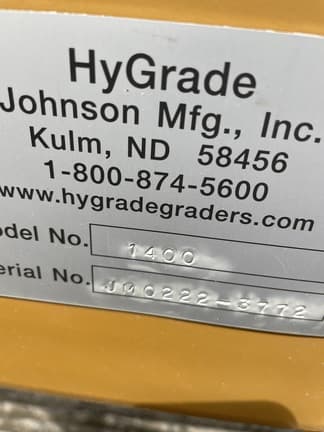 HyGrade
Johnson Mfg., Inc.
Kulm, ND 58456
1-800-874-5600
www.hygradegraders.com
odel No. 1400
erial No. JM0222-3772